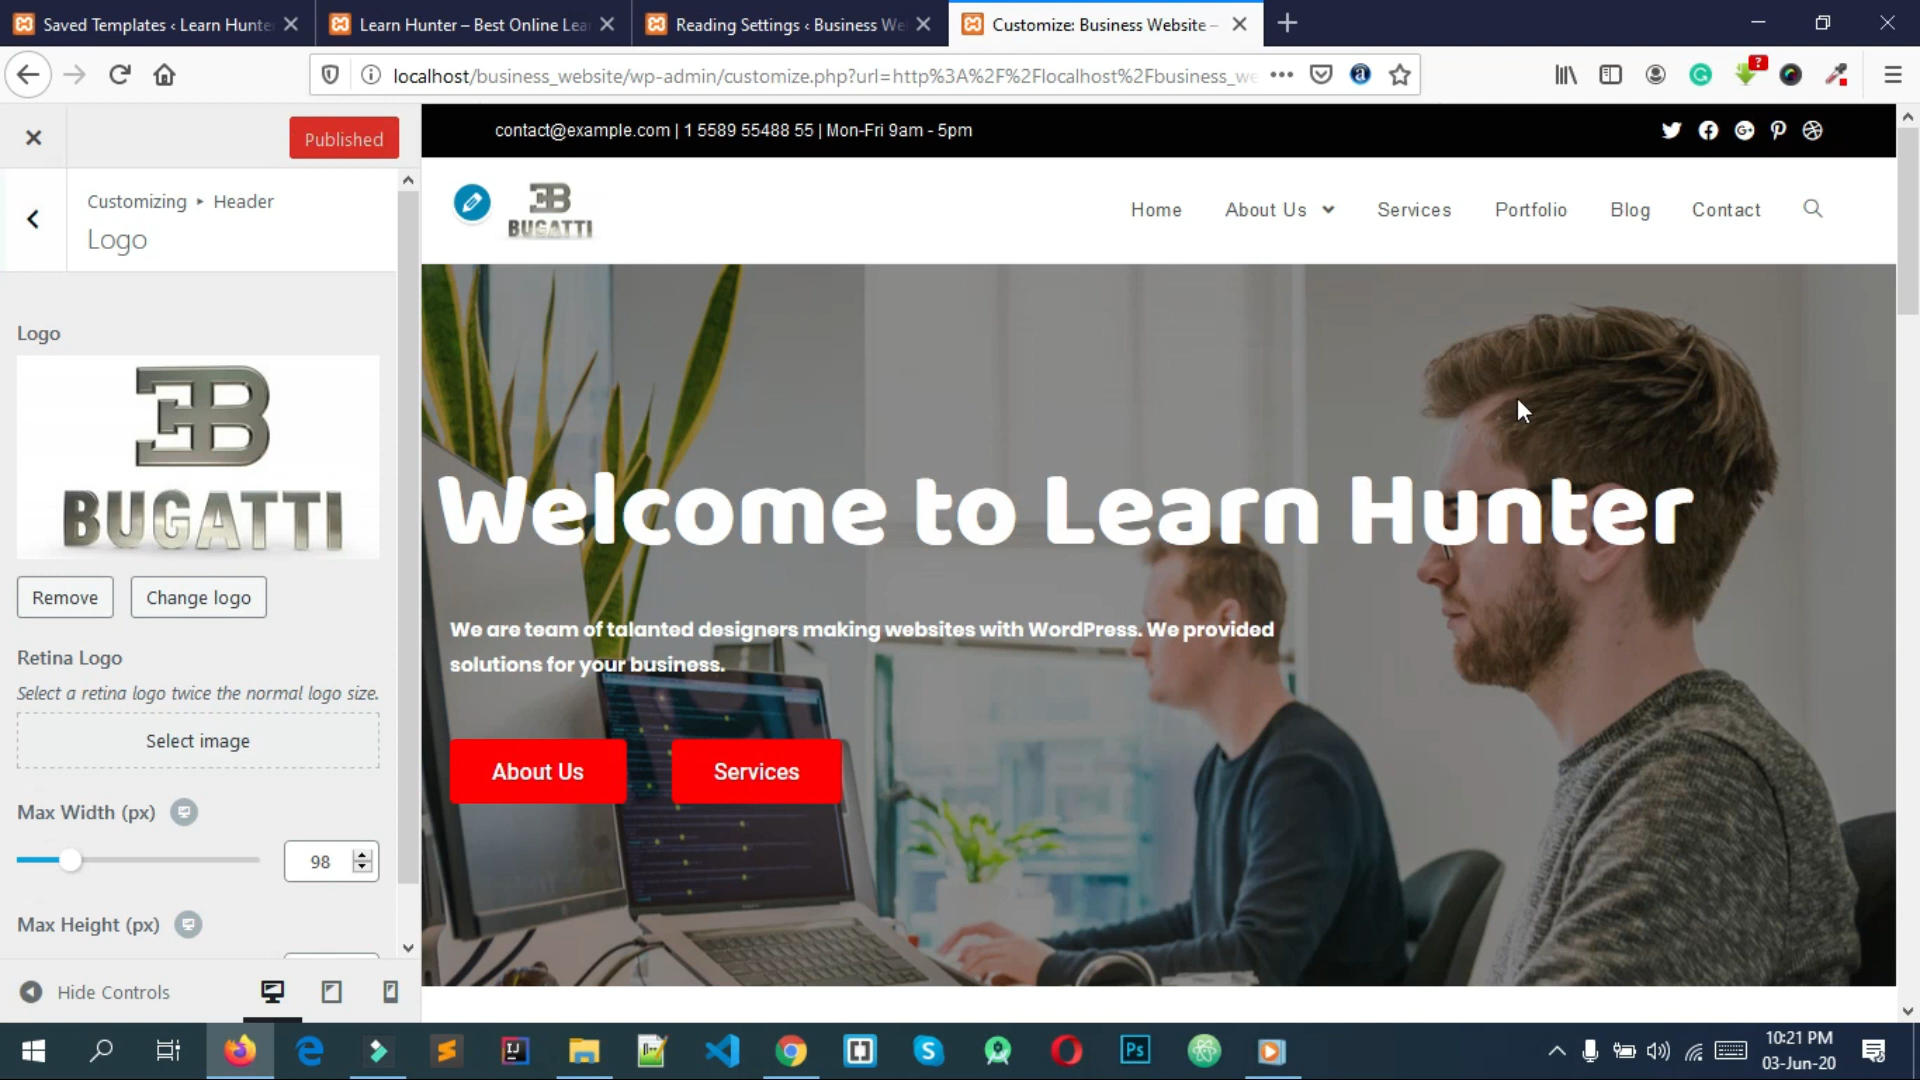 Saved Templates ‹ Learn Hunte
Learn Hunter – Best Online Lea
Reading Settings ‹ Business We
Customize: Business Website –
localhost/business_website/wp-admin/customize.php?url=http%3A%2F%2Flocalhost%2Fbusiness_we
Published
Customizing ▸ Header
Logo
Logo
BUGATTI
Remove
Change logo
Retina Logo
Select a retina logo twice the normal logo size.
Select image
Max Width (px)
98
Max Height (px)
Hide Controls
contact@example.com | 1 5589 55488 55 | Mon-Fri 9am - 5pm
BUGATTI
Home
About Us
Services
Portfolio
Blog
Contact
Welcome to Learn Hunter
We are team of talanted designers making websites with WordPress. We provided
solutions for your business.
About Us
Services
10:21 PM
03-Jun-20